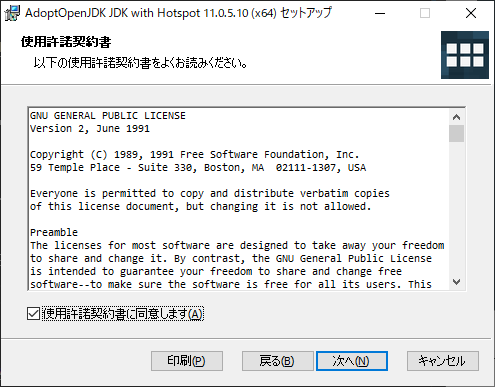 AdoptOpenJDK JDK with Hotspot 11.0.5.10 (x64) セットアップ
使用許諾契約書
以下の使用許諾契約書をよくお読みください。
GNU GENERAL PUBLIC LICENSE
Version 2, June 1991
Copyright (C) 1989, 1991 Free Software Foundation, Inc.
59 Temple Place - Suite 330, Boston, MA  02111-1307, USA
Everyone is permitted to copy and distribute verbatim copies
of this license document, but changing it is not allowed.
Preamble
The licenses for most software are designed to take away your freedom
to share and change it. By contrast, the GNU General Public License
is intended to guarantee your freedom to share and change free
software--to make sure the software is free for all its users. This
使用許諾契約書に同意します(A)
印刷(P)
戻る(B)
次へ(N)
キャンセル